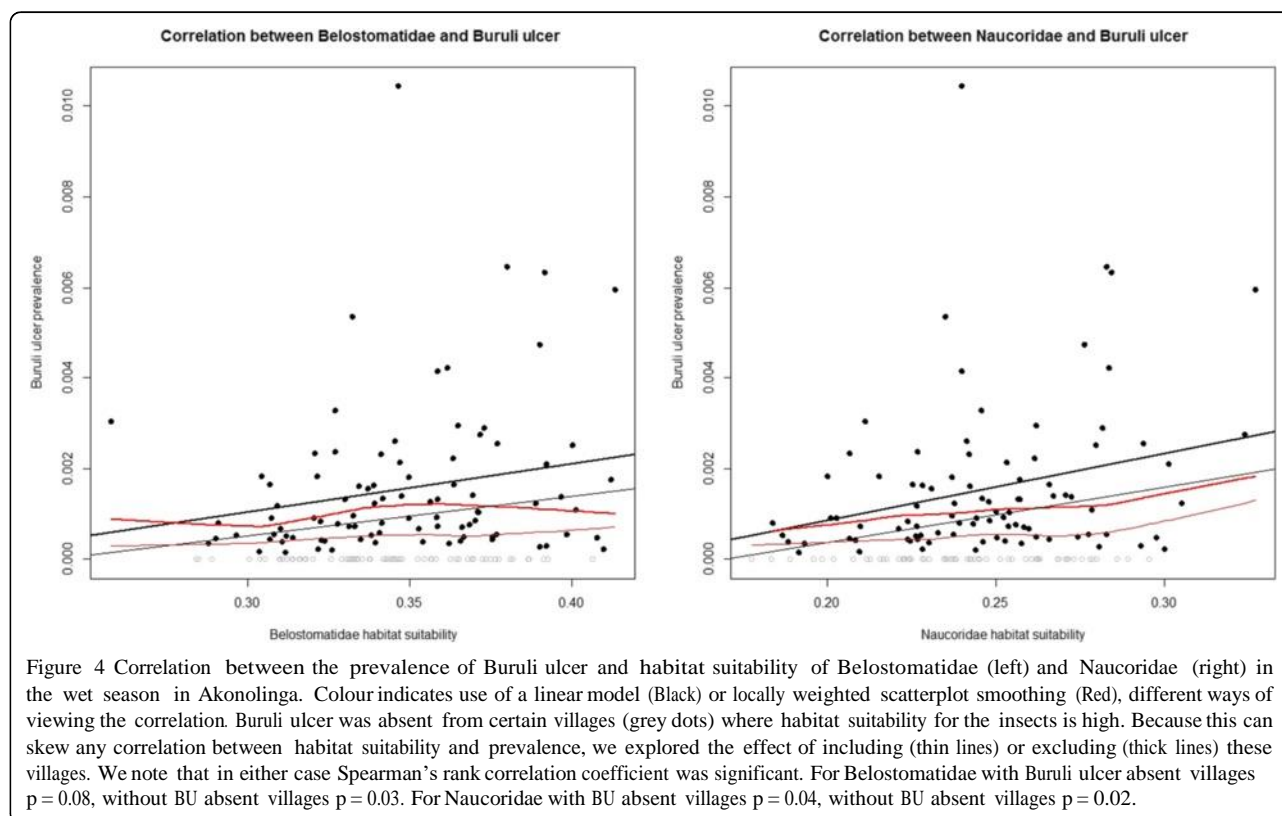 Correlation between Belostomatidae and Buruli ulcer
Buruli ulcer prevalence
0.010
0.008
0.006
0.004
0.002
0.000
0.30
0.35
0.40
Belostomatidae habitat suitability
Correlation between Naucoridae and Buruli ulcer
Buruli ulcer prevalence
0.010
0.008
0.006
0.004
0.002
0.000
0.20
0.25
0.30
Naucoridae habitat suitability
Figure 4 Correlation between the prevalence of Buruli ulcer and habitat suitability of Belostomatidae (left) and Naucoridae (right) in
the wet season in Akonolinga. Colour indicates use of a linear model (Black) or locally weighted scatterplot smoothing (Red), different ways of
viewing the correlation. Buruli ulcer was absent from certain villages (grey dots) where habitat suitability for the insects is high. Because this can
skew any correlation between habitat suitability and prevalence, we explored the effect of including (thin lines) or excluding (thick lines) these
villages. We note that in either case Spearman's rank correlation coefficient was significant. For Belostomatidae with Buruli ulcer absent villages
p = 0.08, without BU absent villages p = 0.03. For Naucoridae with BU absent villages p = 0.04, without BU absent villages p = 0.02.